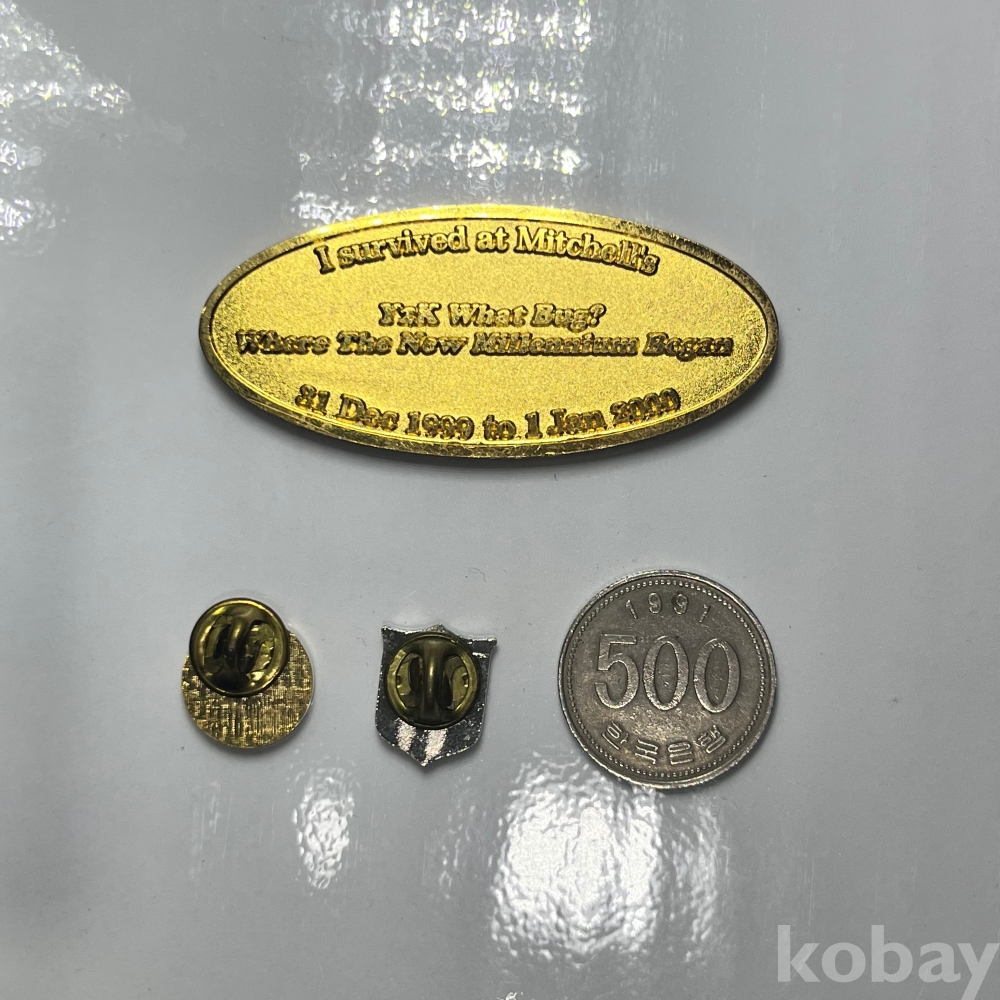 I survived at Mitchell's
Y2K What Bug?
Where The New Millennium Began
31 Dec 1999 to 1 Jan 2000
1991
500
한국은행
kobay